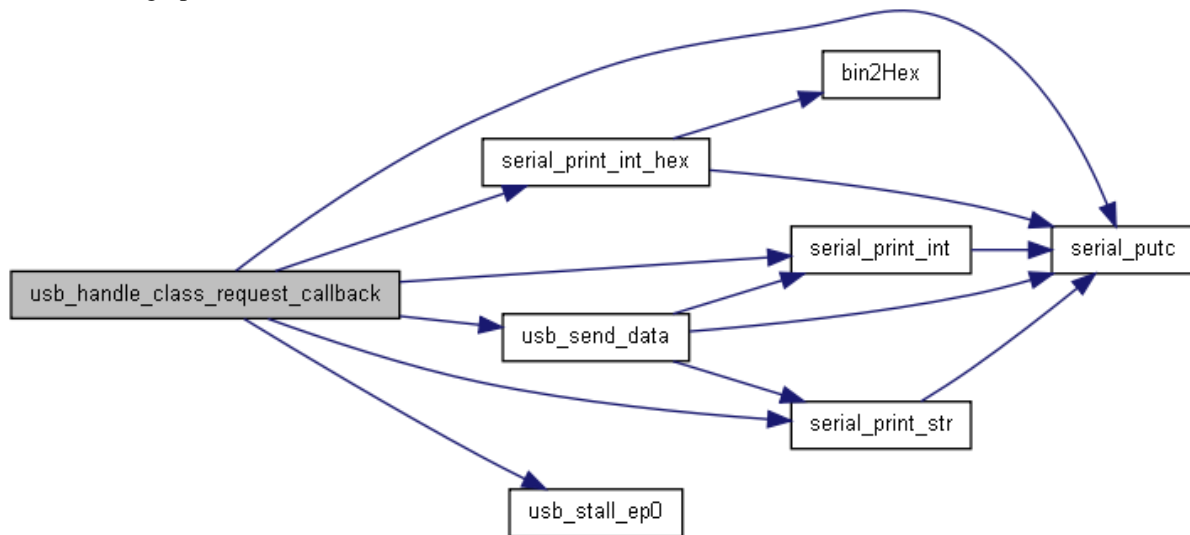 bin2Hex
serial_print_int_hex
serial_print_int
serial_putc
usb_handle_class_request_callback
usb_send_data
serial_print_str
usb_stall_ep0